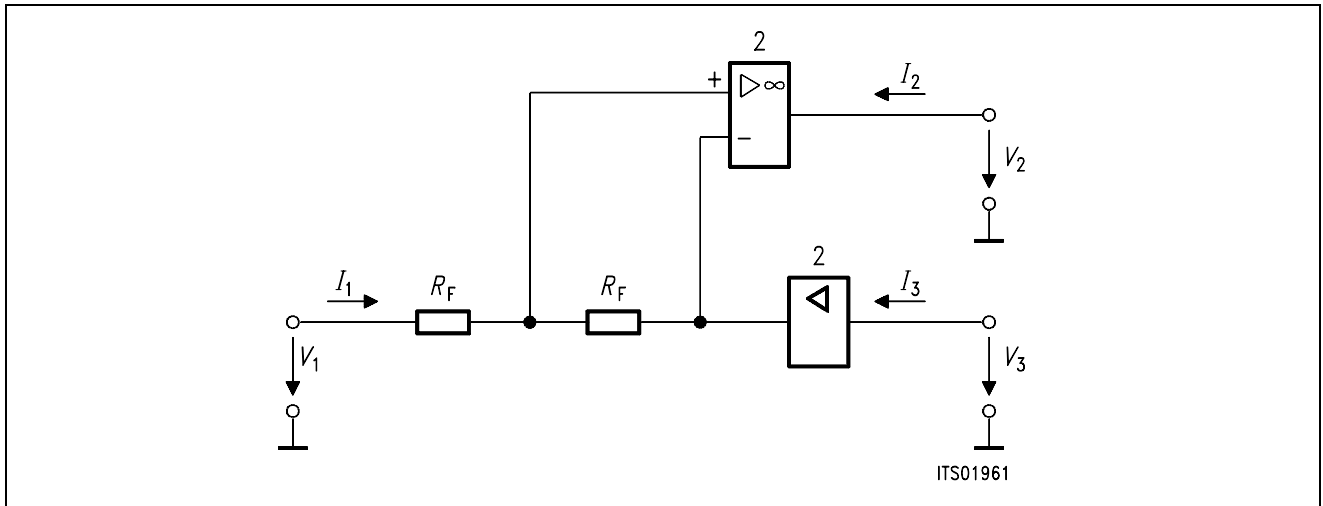 2
+ ∞ I2
−
V2
2
I1 RF RF I3
V1 V3
ITS01961